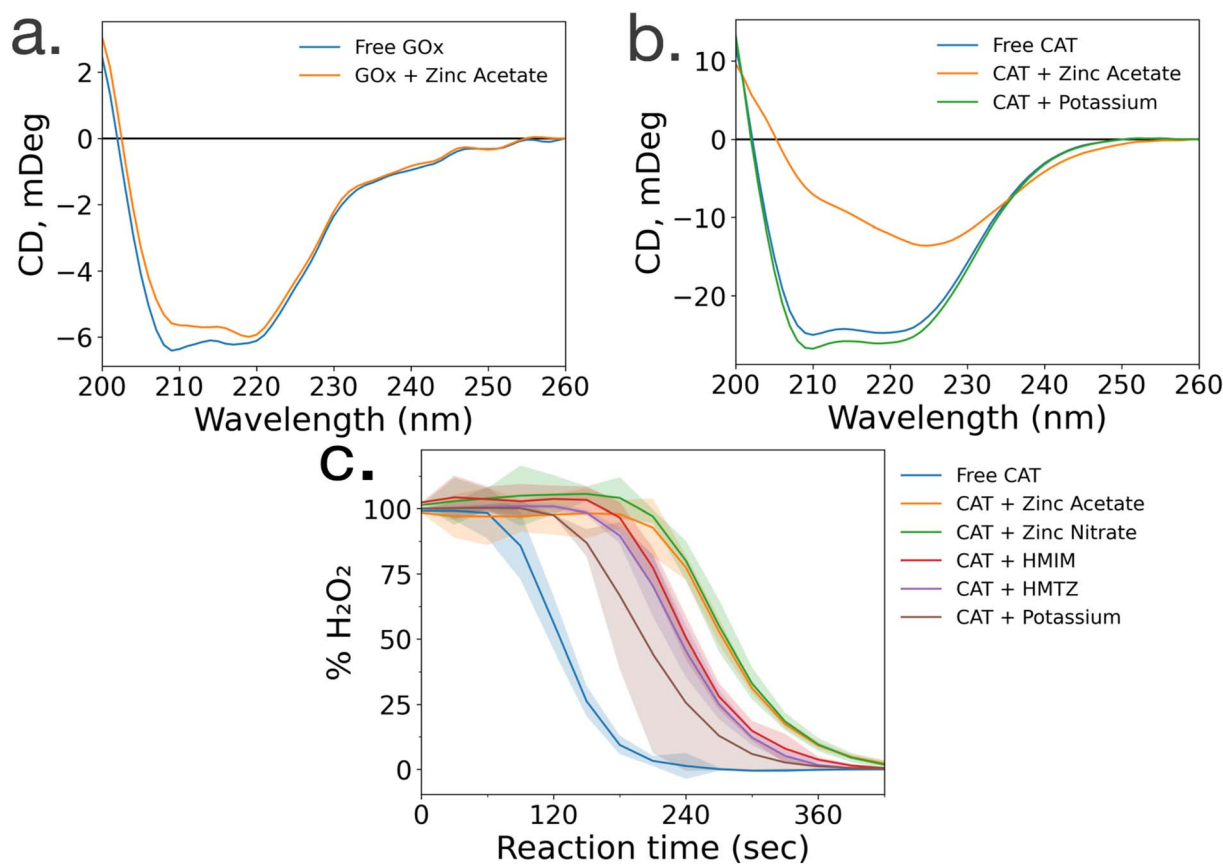 a.
Free GOx
GOx + Zinc Acetate
CD, mDeg
2
0
−2
−4
−6
200 210 220 230 240 250 260
Wavelength (nm)
b.
Free CAT
CAT + Zinc Acetate
CAT + Potassium
CD, mDeg
10
0
−10
−20
200 210 220 230 240 250 260
Wavelength (nm)
c.
Free CAT
CAT + Zinc Acetate
CAT + Zinc Nitrate
CAT + HMIM
CAT + HMTZ
CAT + Potassium
% H₂O₂
100
75
50
25
0
0 120 240 360
Reaction time (sec)